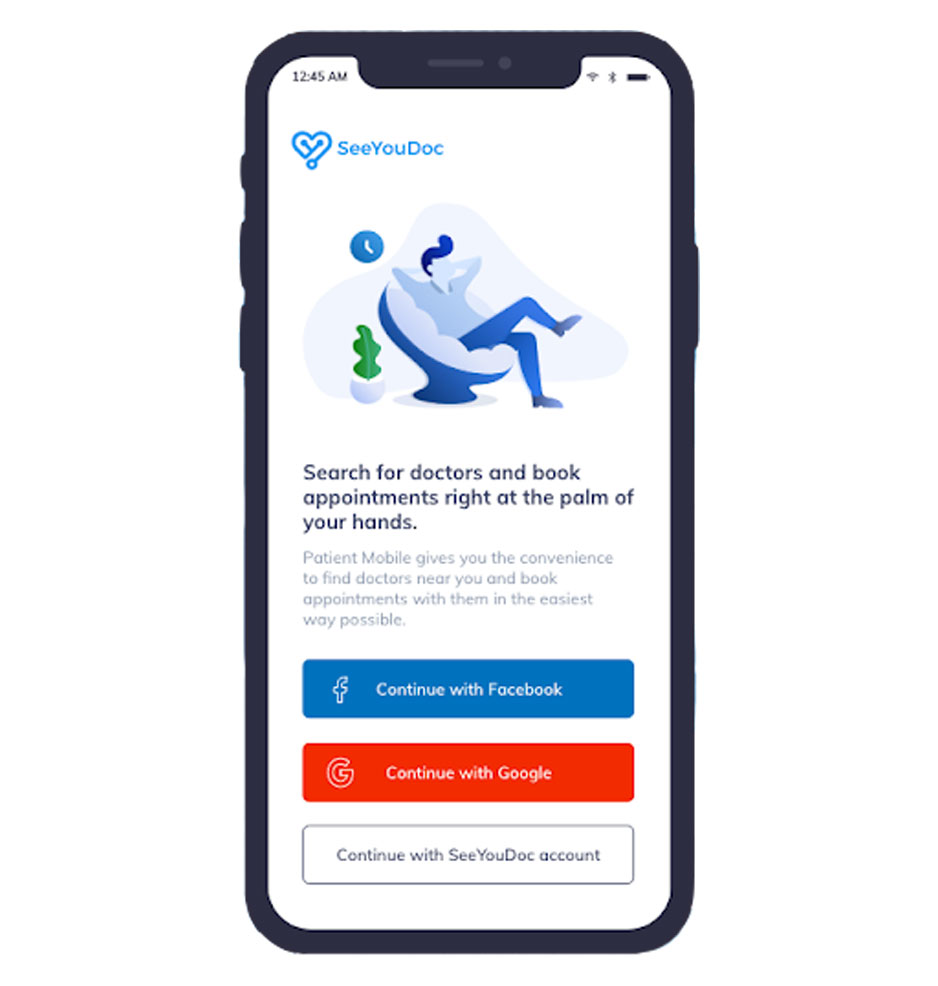 12:45 AM
SeeYouDoc
Search for doctors and book
appointments right at the palm of
your hands.
Patient Mobile gives you the convenience
to find doctors near you and book
appointments with them in the easiest
way possible.
Continue with Facebook
Continue with Google
Continue with SeeYouDoc account